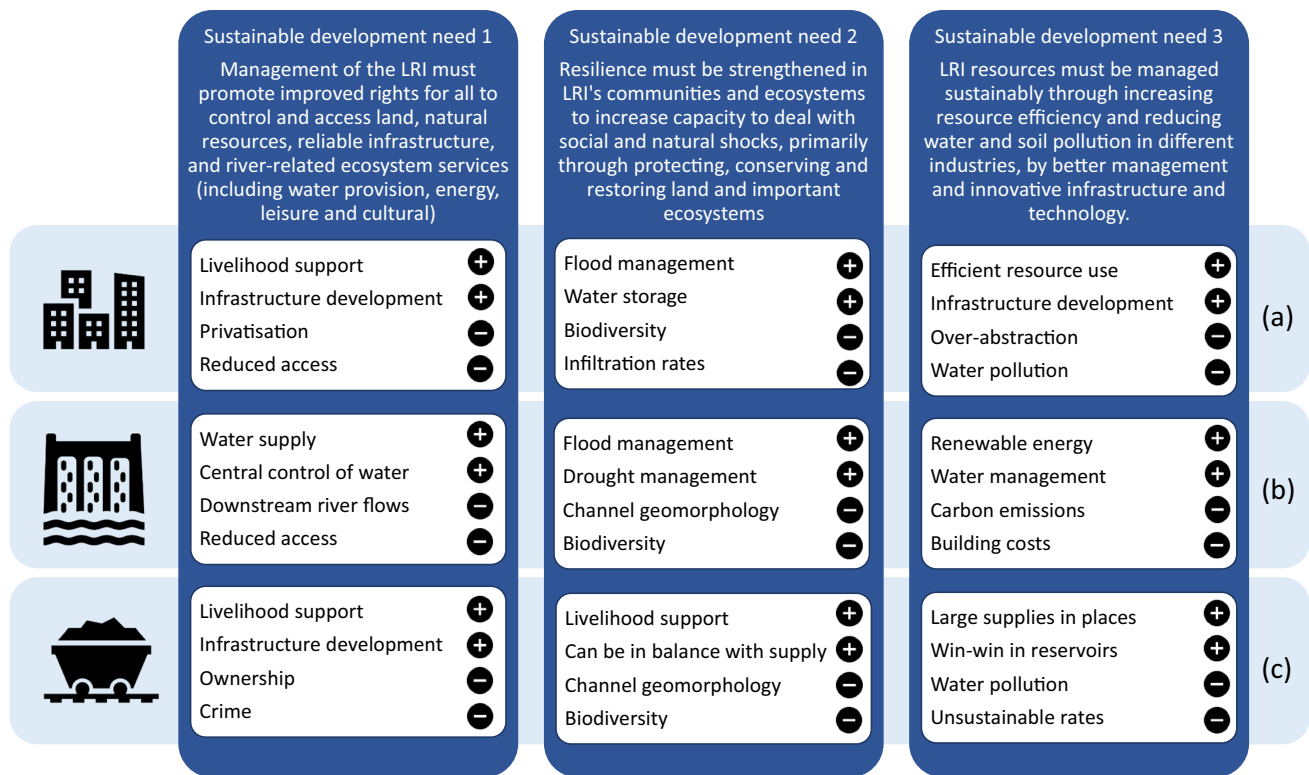 Sustainable development need 1
Management of the LRI must
promote improved rights for all to
control and access land, natural
resources, reliable infrastructure,
and river-related ecosystem services
(including water provision, energy,
leisure and cultural)
Sustainable development need 2
Resilience must be strengthened in
LRI's communities and ecosystems
to increase capacity to deal with
social and natural shocks, primarily
through protecting, conserving and
restoring land and important
ecosystems
Sustainable development need 3
LRI resources must be managed
sustainably through increasing
resource efficiency and reducing
water and soil pollution in different
industries, by better management
and innovative infrastructure and
technology.
Livelihood support +
Infrastructure development +
Privatisation −
Reduced access −
Flood management +
Water storage +
Biodiversity −
Infiltration rates −
Efficient resource use +
Infrastructure development +
Over-abstraction −
Water pollution −
(a)
Water supply +
Central control of water +
Downstream river flows −
Reduced access −
Flood management +
Drought management +
Channel geomorphology −
Biodiversity −
Renewable energy +
Water management +
Carbon emissions −
Building costs −
(b)
Livelihood support +
Infrastructure development +
Ownership −
Crime −
Livelihood support +
Can be in balance with supply +
Channel geomorphology −
Biodiversity −
Large supplies in places +
Win-win in reservoirs +
Water pollution −
Unsustainable rates −
(c)